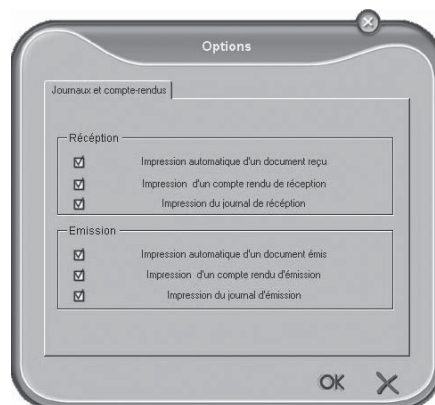 Options
Journaux et compte-rendus
Récéption
Impression automatique d'un document reçu
Impression d'un compte rendu de réception
Impression du journal de récéption
Emission
Impression automatique d'un document émis
Impression d'un compte rendu d'émission
Impression du journal d'émission
OK